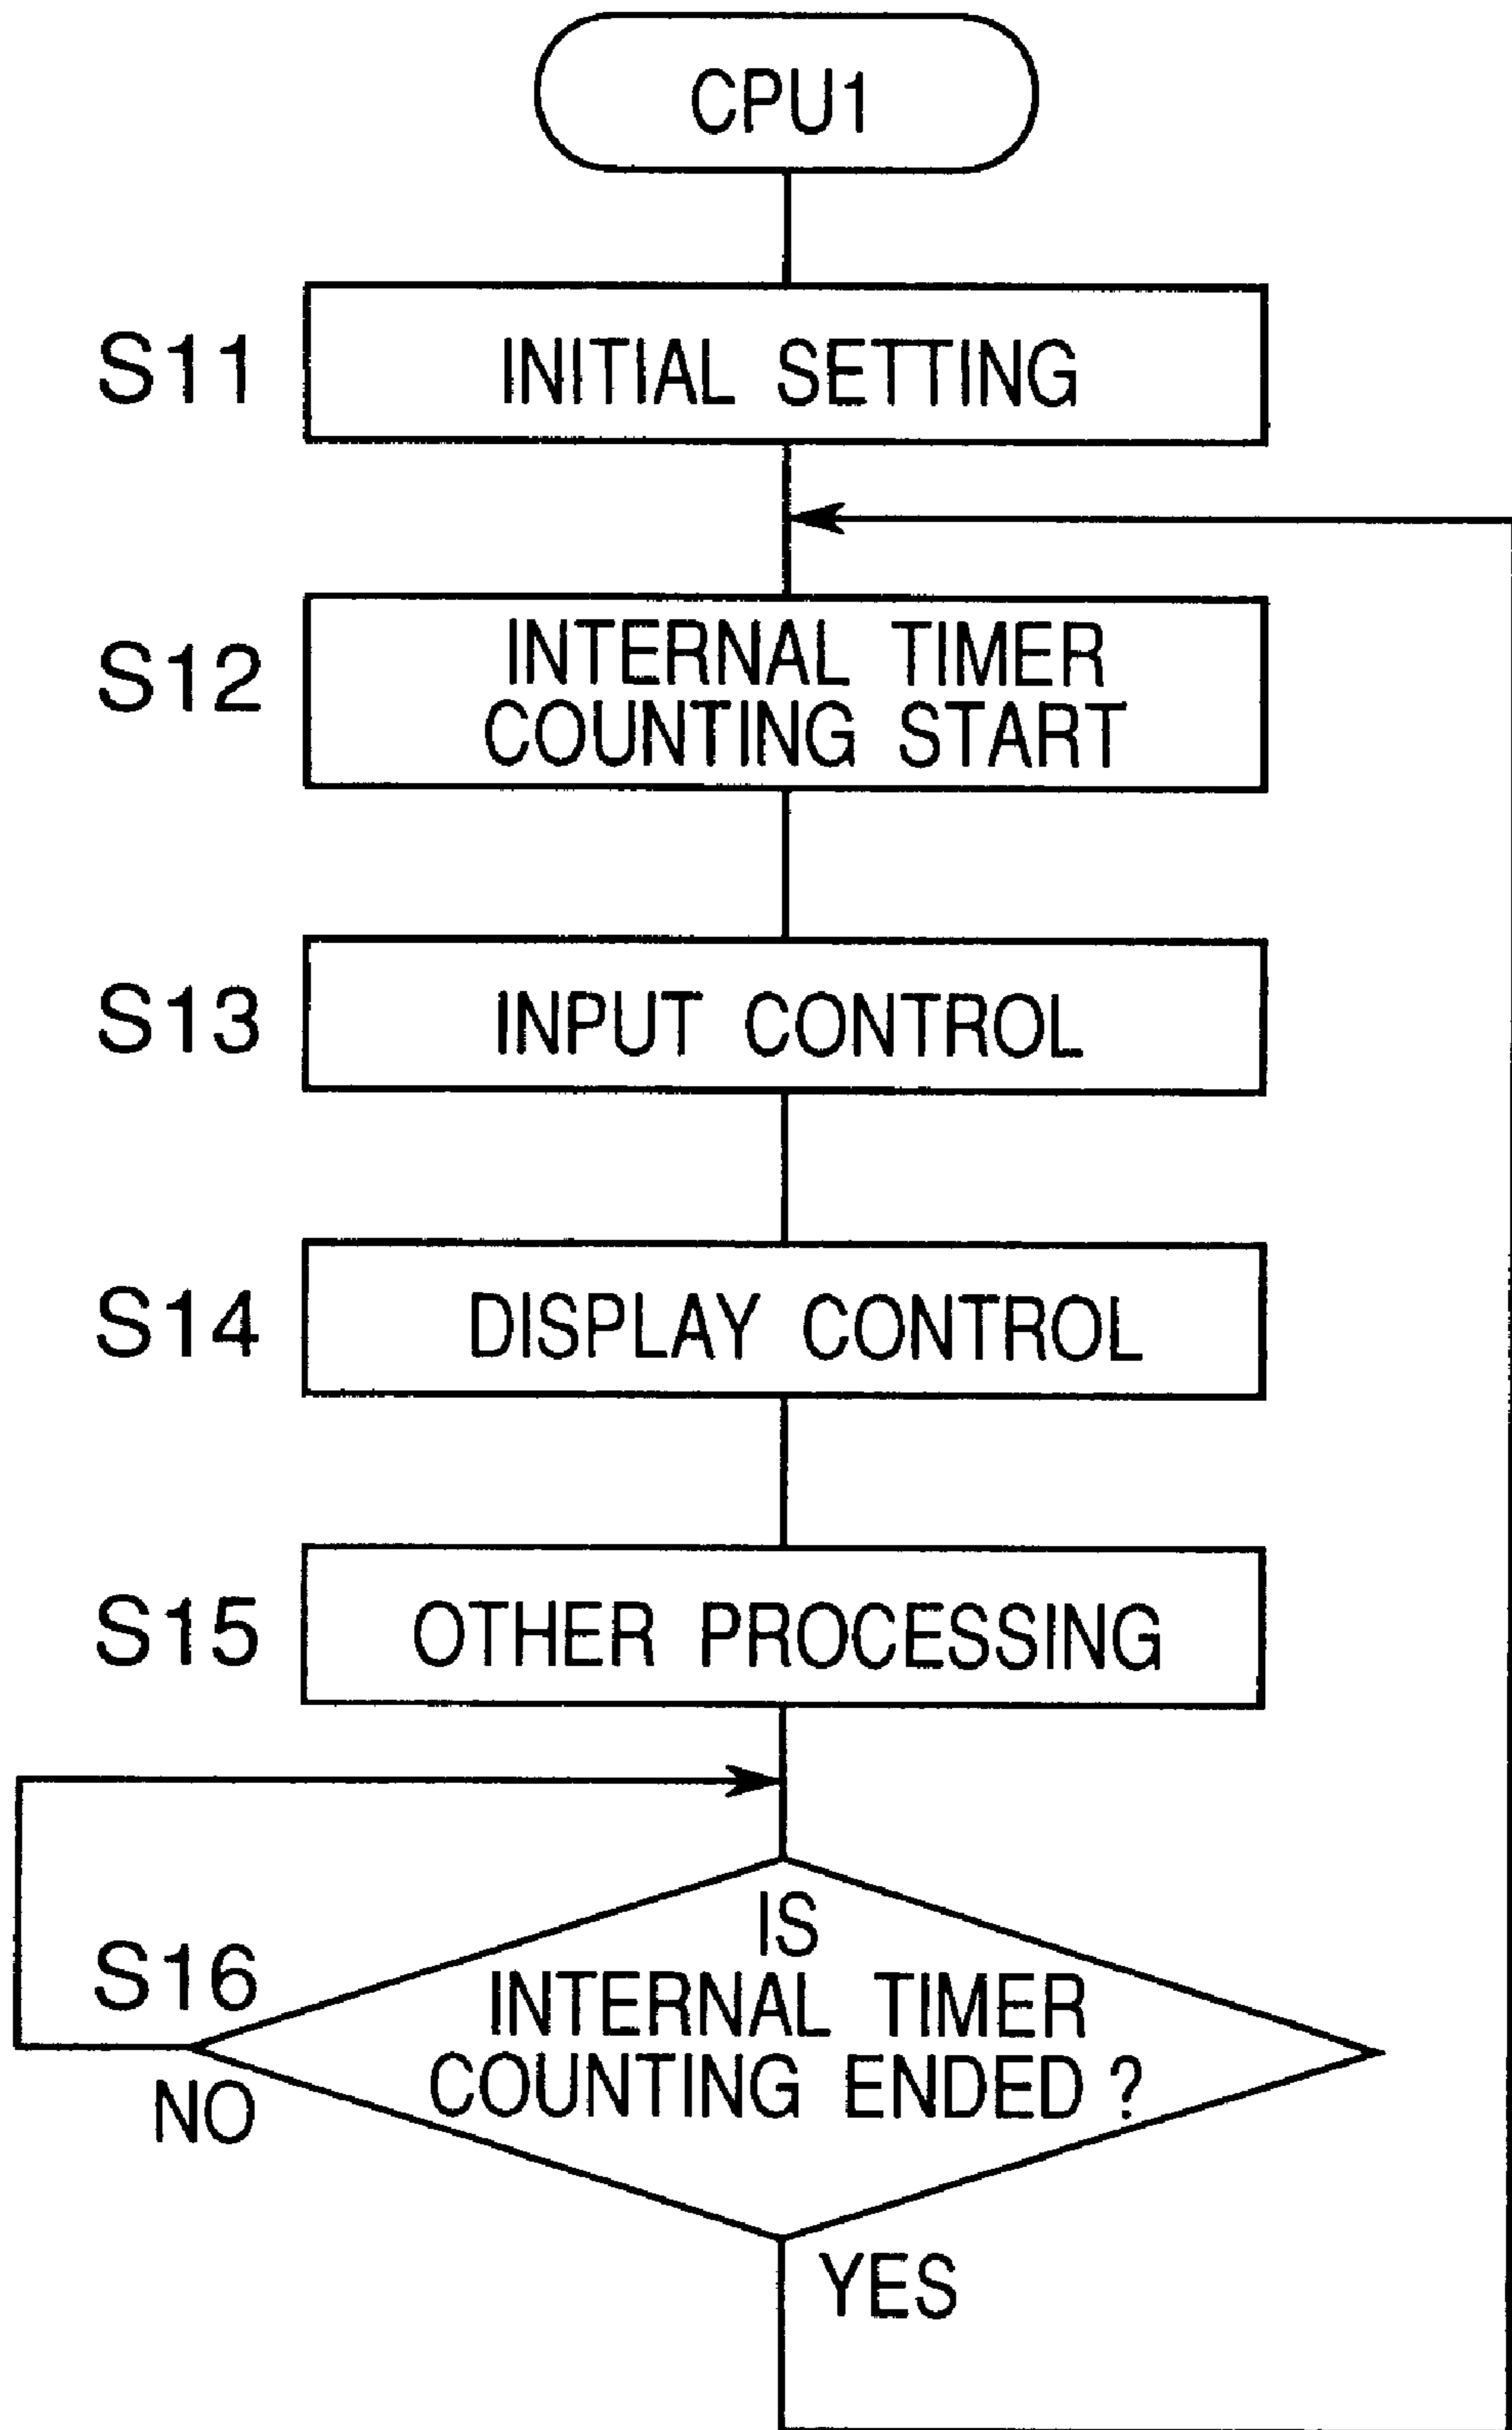 CPU1
S11
INITIAL SETTING
S12
INTERNAL TIMER
COUNTING START
S13
INPUT CONTROL
S14
DISPLAY CONTROL
S15
OTHER PROCESSING
S16
IS
INTERNAL TIMER
COUNTING ENDED ?
NO
YES